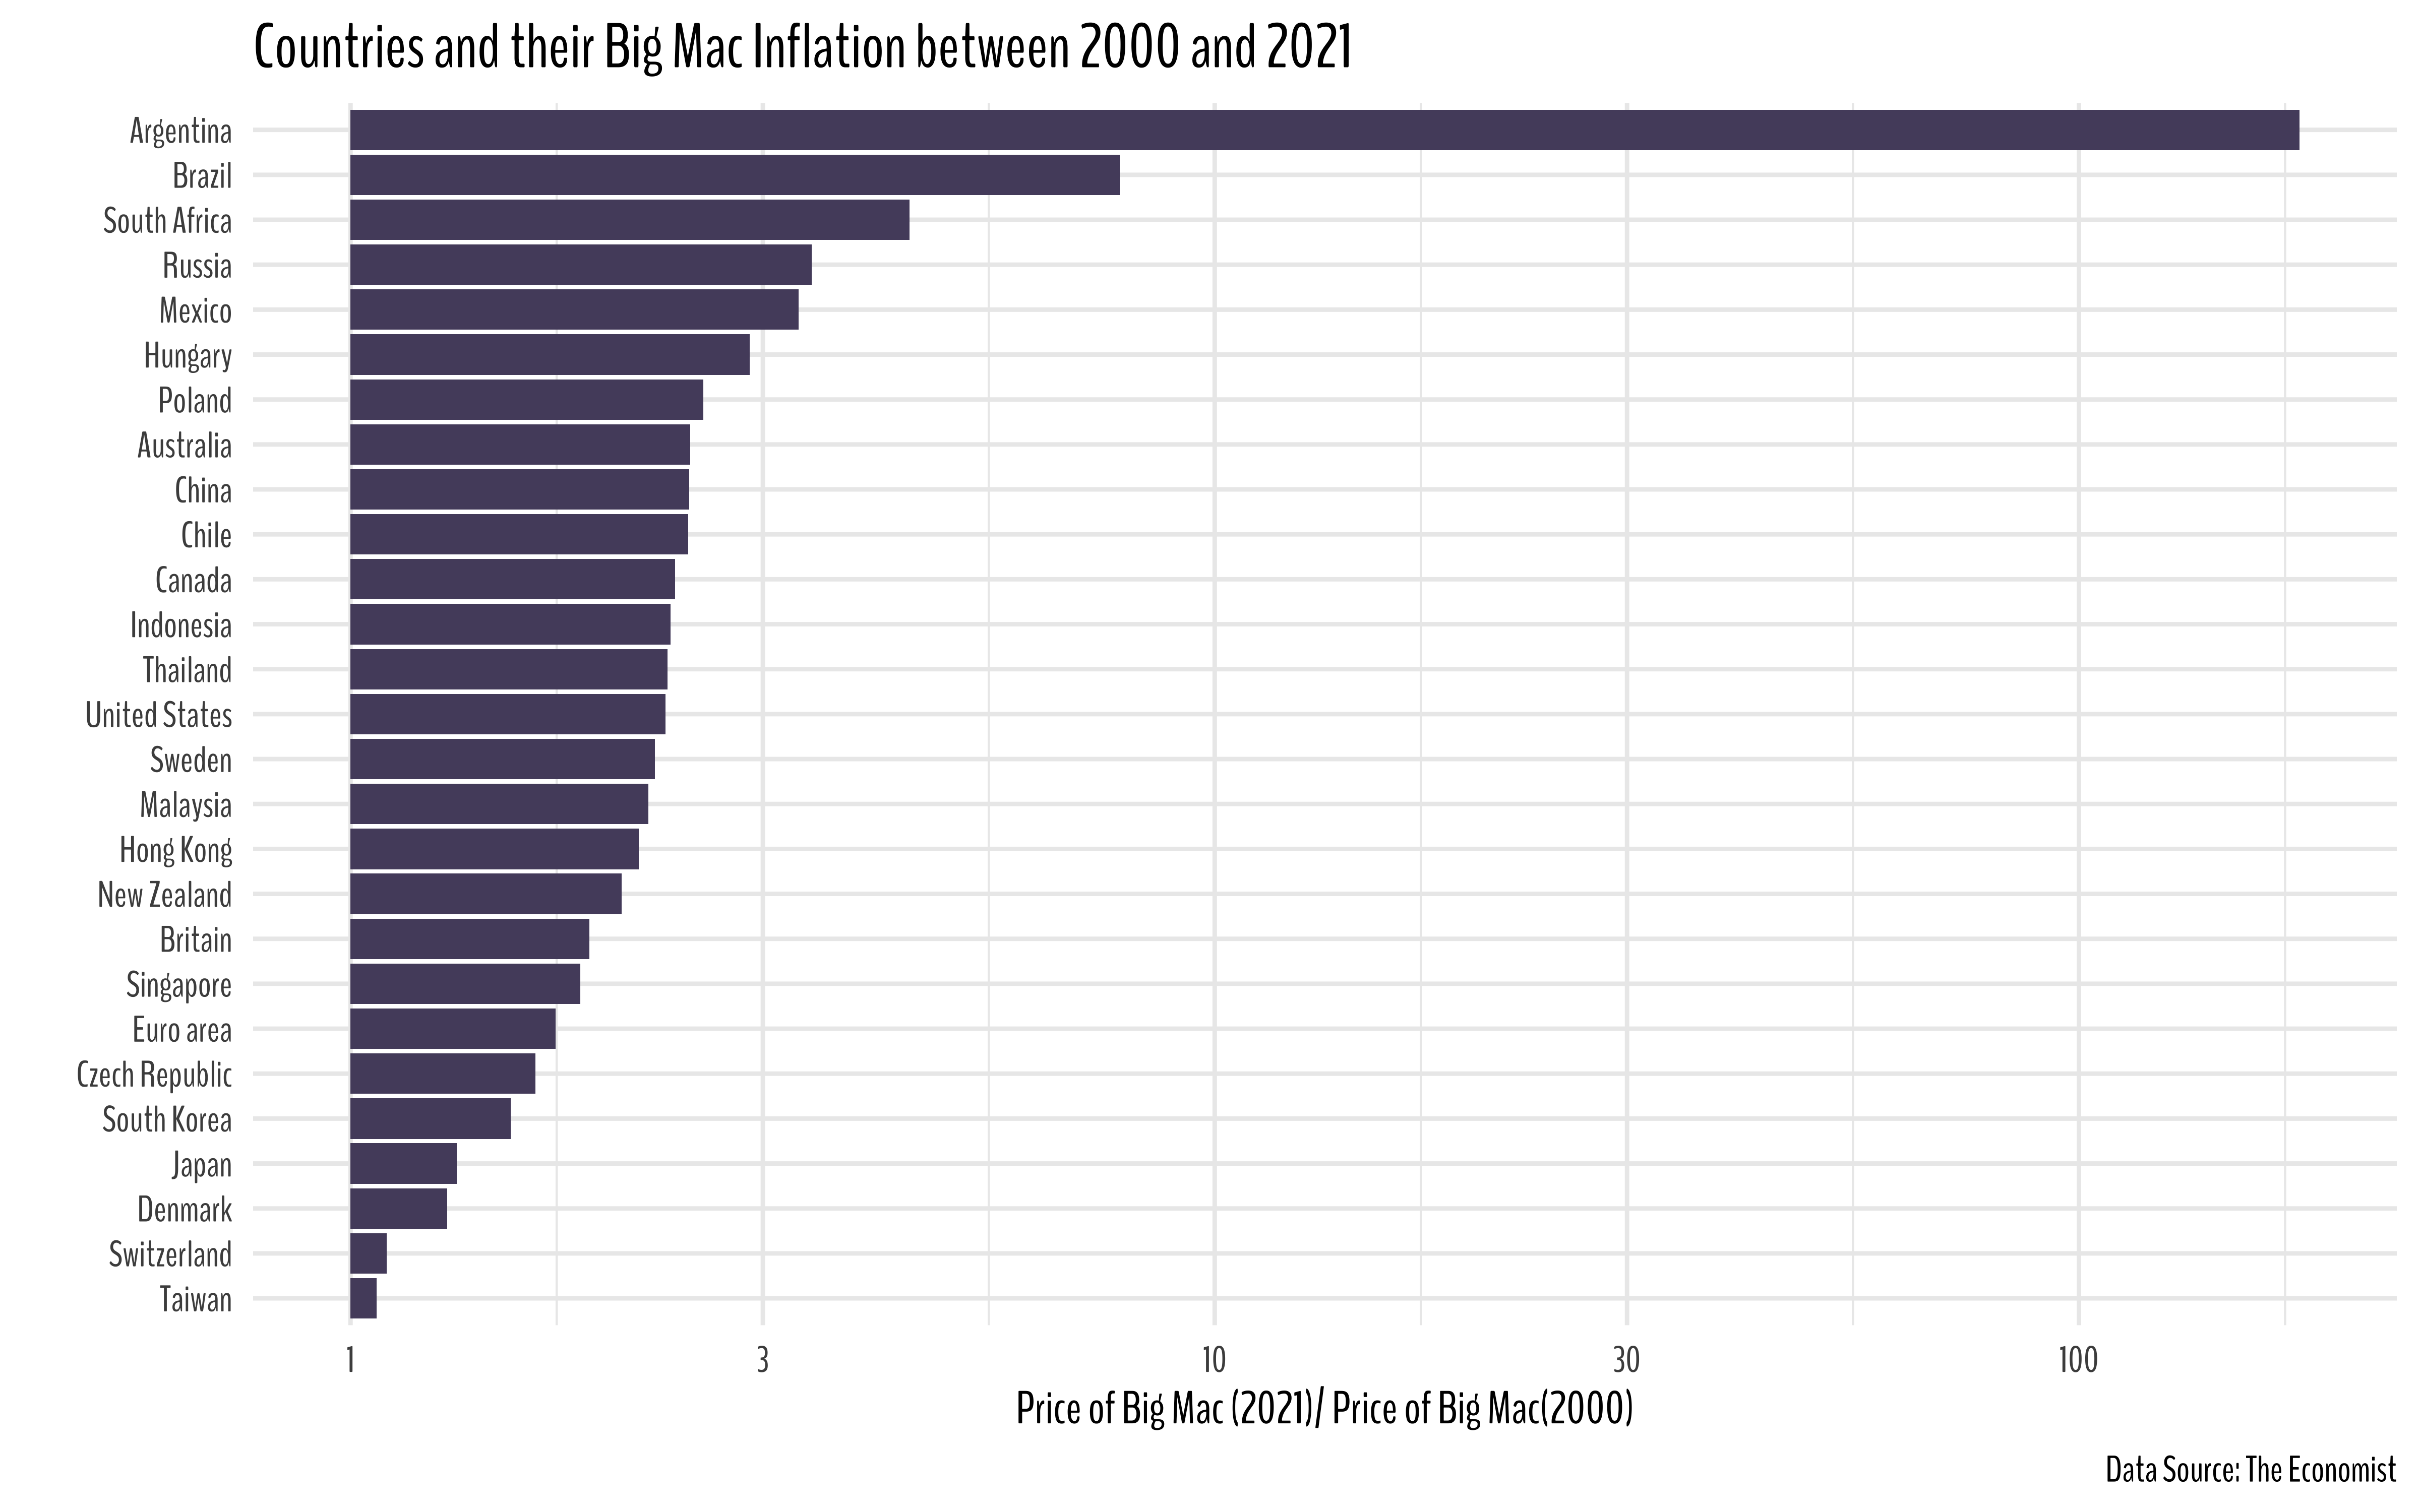 Countries and their Big Mac Inflation between 2000 and 2021
Argentina
Brazil
South Africa
Russia
Mexico
Hungary
Poland
Australia
China
Chile
Canada
Indonesia
Thailand
United States
Sweden
Malaysia
Hong Kong
New Zealand
Britain
Singapore
Euro area
Czech Republic
South Korea
Japan
Denmark
Switzerland
Taiwan
1 3 10 30 100
Price of Big Mac (2021)/ Price of Big Mac(2000)
Data Source: The Economist